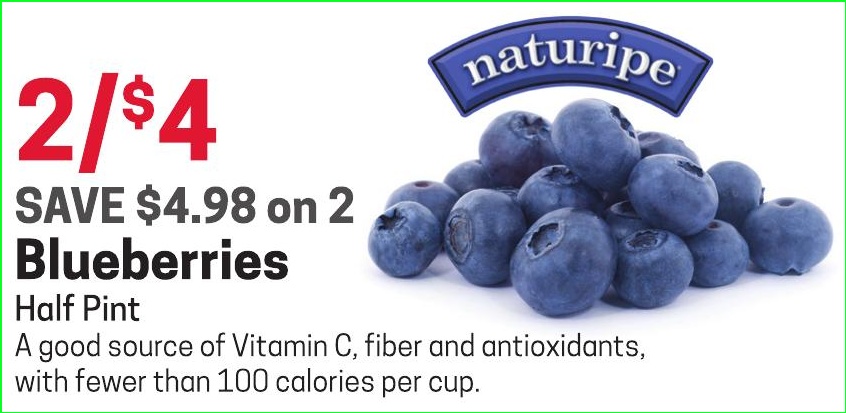 naturipe
2/$4
SAVE $4.98 on 2
Blueberries
Half Pint
A good source of Vitamin C, fiber and antioxidants,
with fewer than 100 calories per cup.